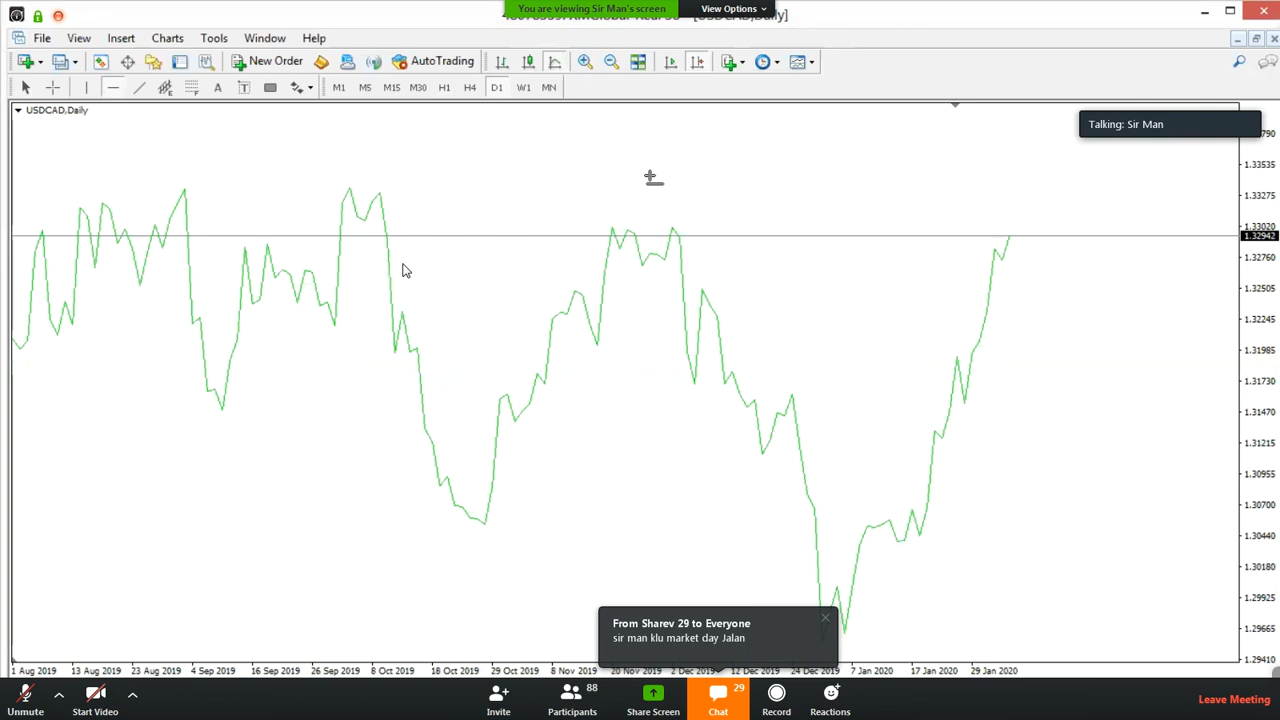 You are viewing Sir Man's screen
View Options
[USDCAD,Daily]
File View Insert Charts Tools Window Help
New Order
AutoTrading
A T
M1 M5 M15 M30 H1 H4 D1 W1 MN
USDCAD,Daily
Talking: Sir Man
1.33535
1.33275
1.33020
1.32942
1.32760
1.32505
1.32245
1.31985
1.31730
1.31470
1.31215
1.30955
1.30700
1.30440
1.30180
1.29925
1.29665
1.29410
From Sharev 29 to Everyone
sir man klu market day Jalan
1 Aug 2019 13 Aug 2019 23 Aug 2019 4 Sep 2019 16 Sep 2019 26 Sep 2019 8 Oct 2019 18 Oct 2019 29 Oct 2019 8 Nov 2019 20 Nov 2019 2 Dec 2019 12 Dec 2019 24 Dec 2019 7 Jan 2020 17 Jan 2020 29 Jan 2020
88
29
Unmute Start Video Invite Participants Share Screen Chat Record Reactions
Leave Meeting